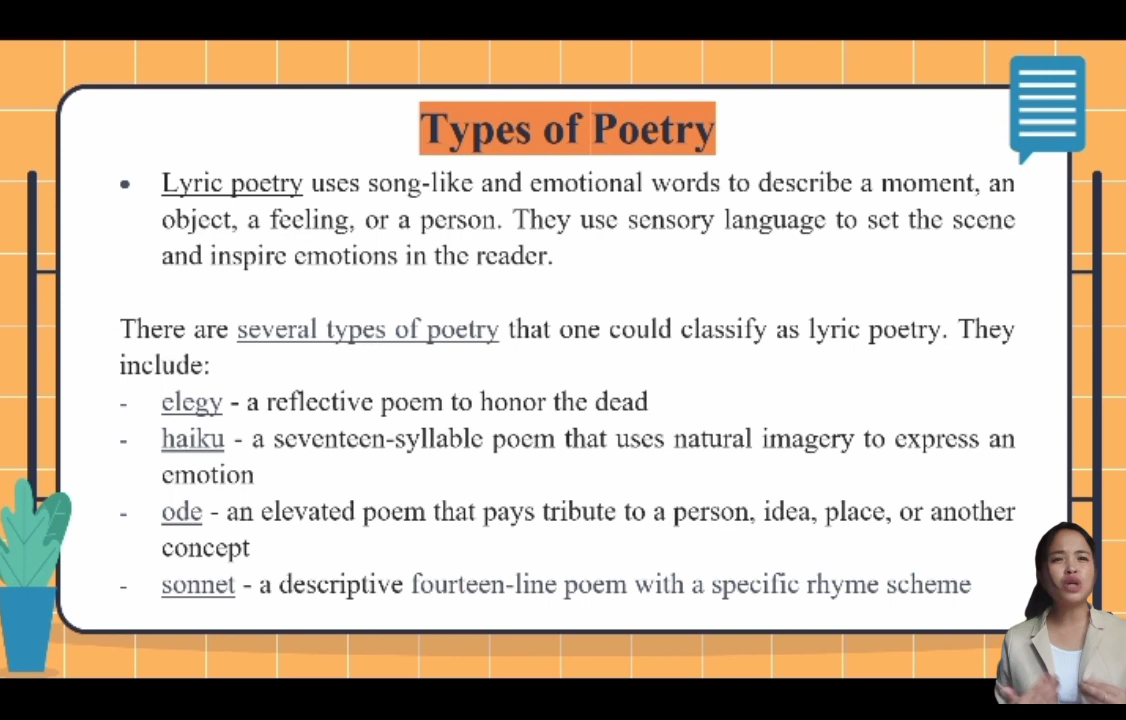 Types of Poetry
• Lyric poetry uses song-like and emotional words to describe a moment, an
object, a feeling, or a person. They use sensory language to set the scene
and inspire emotions in the reader.
There are several types of poetry that one could classify as lyric poetry. They
include:
- elegy - a reflective poem to honor the dead
- haiku - a seventeen-syllable poem that uses natural imagery to express an
emotion
- ode - an elevated poem that pays tribute to a person, idea, place, or another
concept
- sonnet - a descriptive fourteen-line poem with a specific rhyme scheme